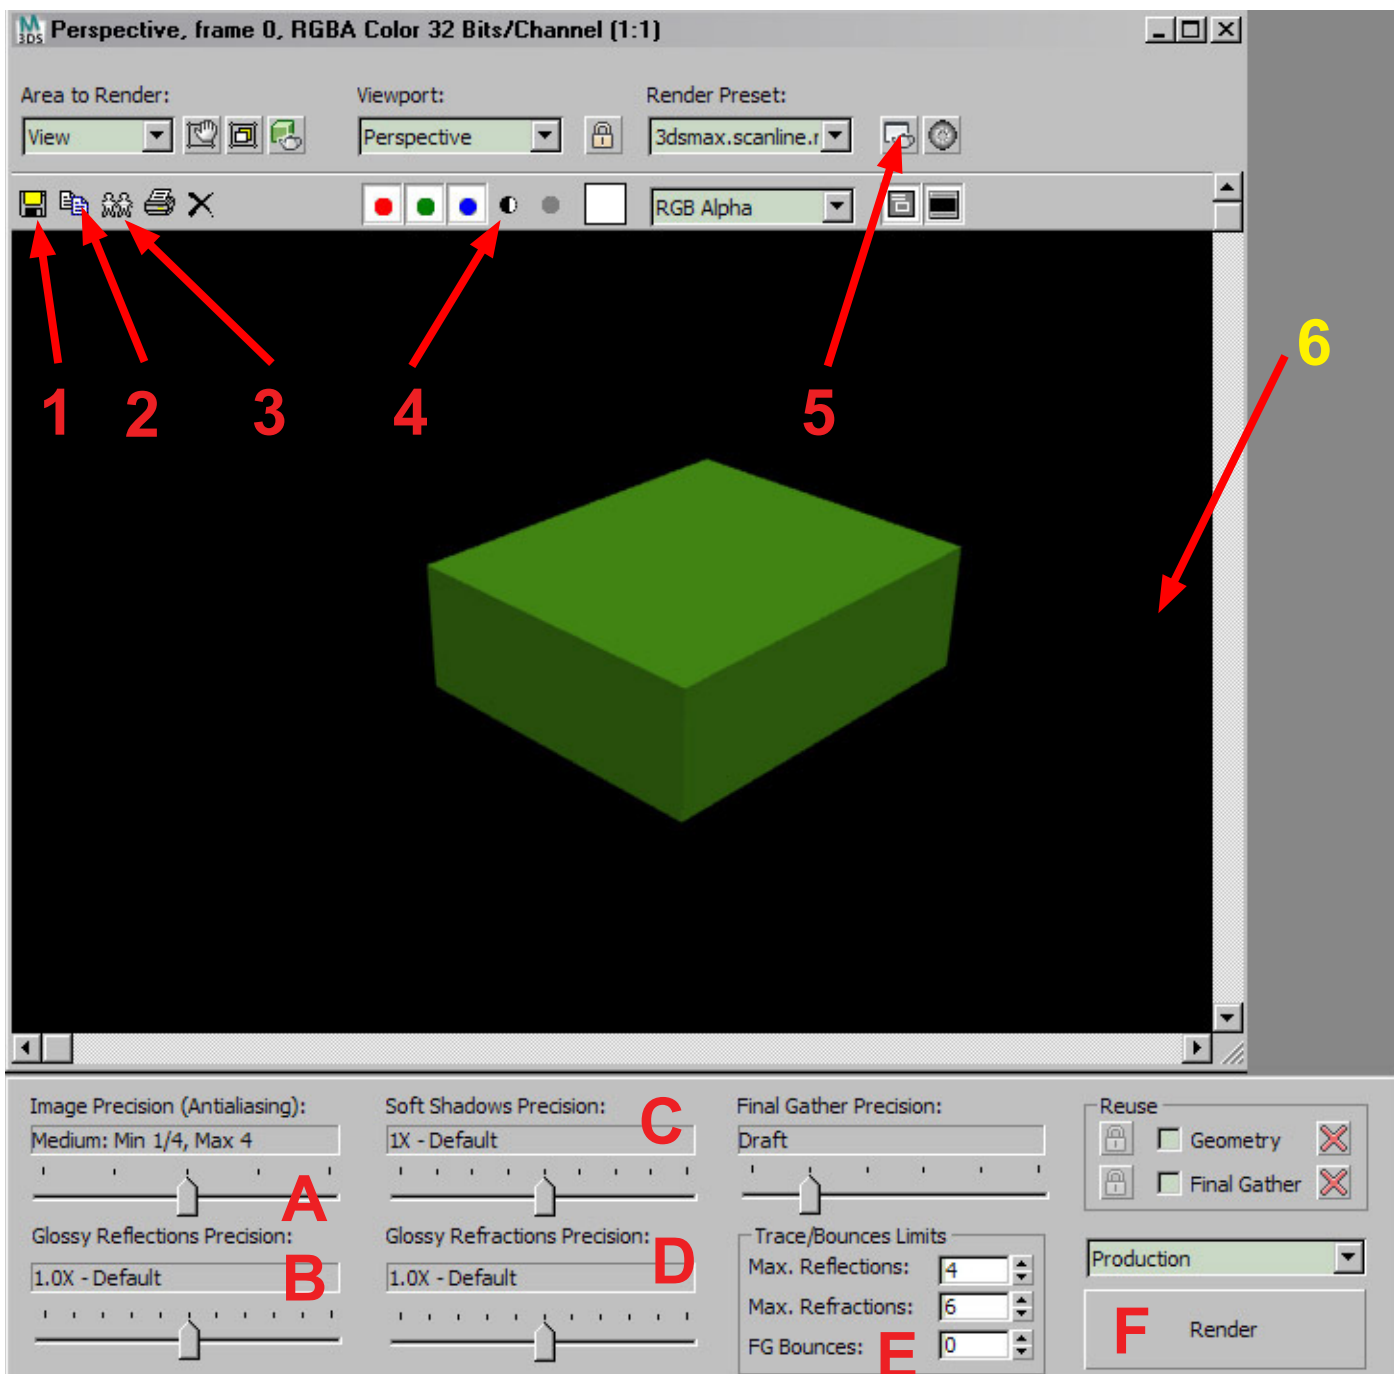 M
3DS
Perspective, frame 0, RGBA Color 32 Bits/Channel (1:1)
Area to Render:
Viewport:
Render Preset:
View
Perspective
3dsmax.scanline.r
RGB Alpha
1
2
3
4
5
6
Image Precision (Antialiasing):
Soft Shadows Precision:
C
Final Gather Precision:
Reuse
Medium: Min 1/4, Max 4
1X - Default
Draft
Geometry
A
Final Gather
Glossy Reflections Precision:
Glossy Refractions Precision:
Trace/Bounces Limits
B
D
1.0X - Default
1.0X - Default
Max. Reflections: 4
Production
Max. Refractions: 6
FG Bounces: 0
E
F
Render